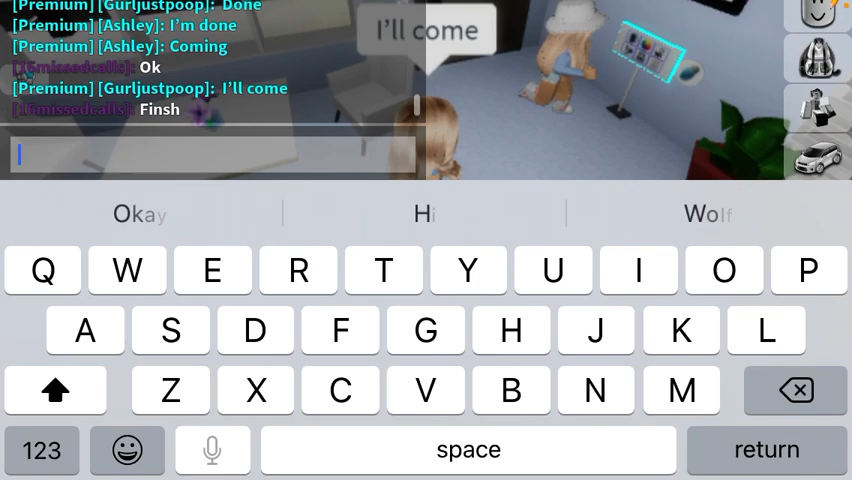 [Premium] [Gurljustpoop]: Done
[Premium] [Ashley]: I'm done
[Premium] [Ashley]: Coming
[16missedcalls]: Ok
[Premium] [Gurljustpoop]: I'll come
[16missedcalls]: Finsh
I'll come
Okay Hi Wolf
Q W E R T Y U I O P
A S D F G H J K L
Z X C V B N M
123 space return